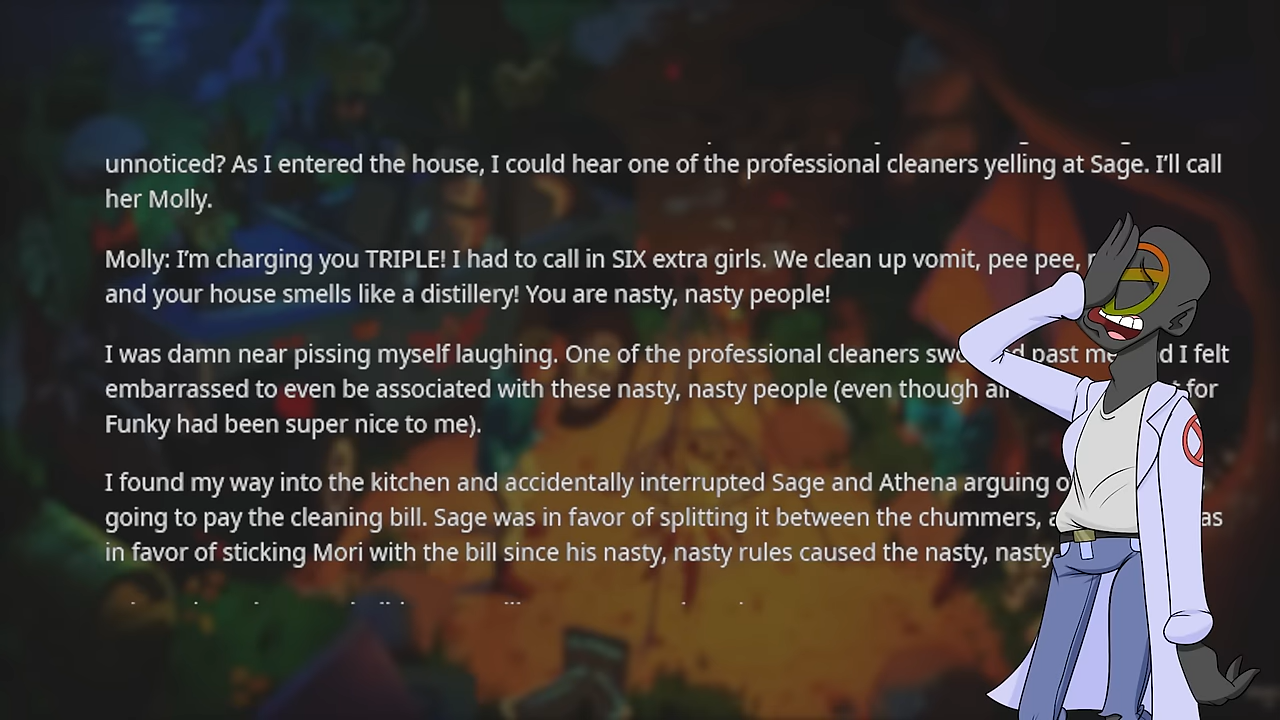 unnoticed? As I entered the house, I could hear one of the professional cleaners yelling at Sage. I’ll call
her Molly.
Molly: I’m charging you TRIPLE! I had to call in SIX extra girls. We clean up vomit, pee pee,
and your house smells like a distillery! You are nasty, nasty people!
I was damn near pissing myself laughing. One of the professional cleaners past I felt
embarrassed to even be associated with these nasty, nasty people (even though for
Funky had been super nice to me).
I found my way into the kitchen and accidentally interrupted Sage and Athena arguing
going to pay the cleaning bill. Sage was in favor of splitting it between the chummers,
in favor of sticking Mori with the bill since his nasty, nasty rules caused the nasty, nasty